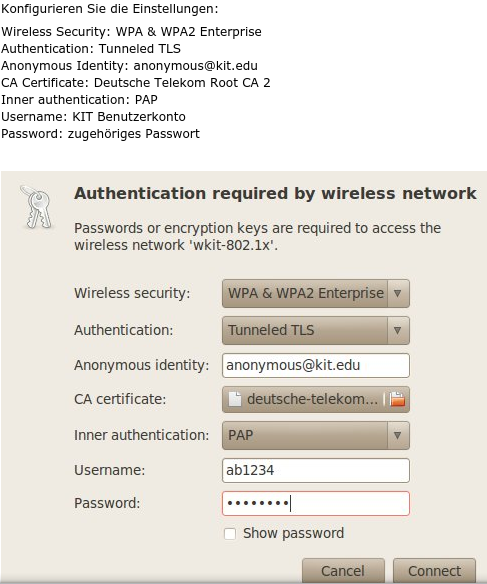 Konfigurieren Sie die Einstellungen:
Wireless Security: WPA & WPA2 Enterprise
Authentication: Tunneled TLS
Anonymous Identity: anonymous@kit.edu
CA Certificate: Deutsche Telekom Root CA 2
Inner authentication: PAP
Username: KIT Benutzerkonto
Password: zugehöriges Passwort
Authentication required by wireless network
Passwords or encryption keys are required to access the
wireless network 'wkit-802.1x'.
Wireless security: WPA & WPA2 Enterprise
Authentication: Tunneled TLS
Anonymous identity: anonymous@kit.edu
CA certificate: deutsche-telekom...
Inner authentication: PAP
Username: ab1234
Password: ••••••••
Show password
Cancel Connect